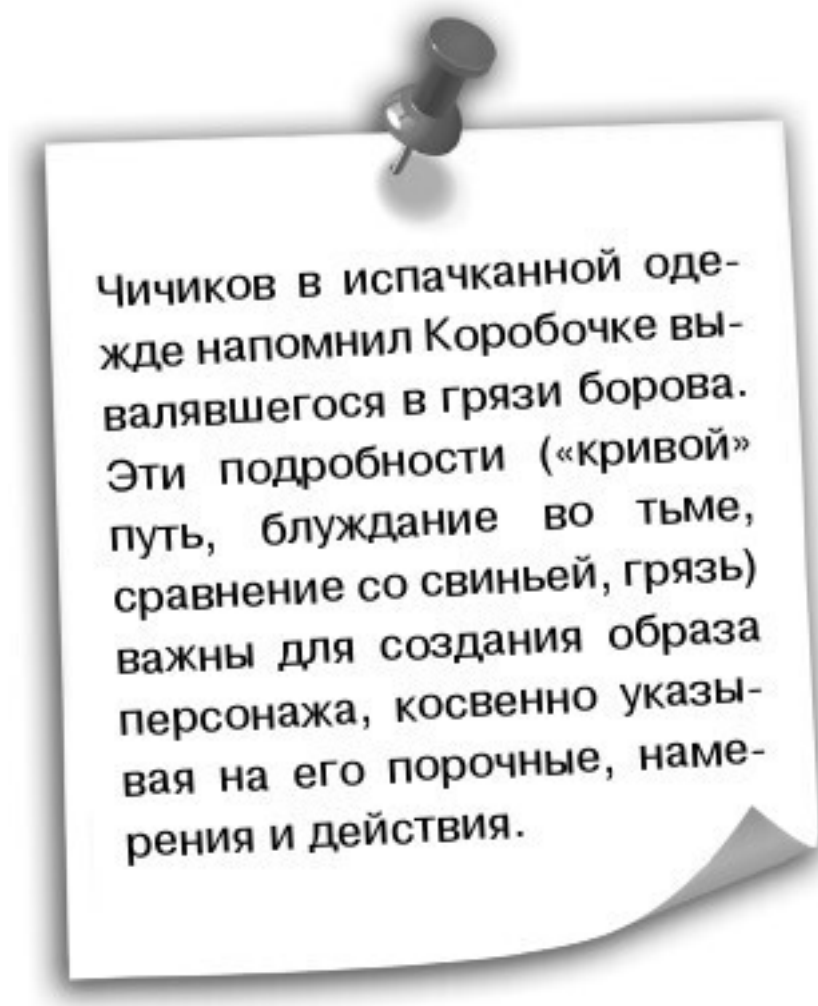 Чичиков в испачканной оде-
жде напомнил Коробочке вы-
валявшегося в грязи борова.
Эти подробности («кривой»
путь, блуждание во тьме,
сравнение со свиньей, грязь)
важны для создания образа
персонажа, косвенно указы-
вая на его порочные, наме-
рения и действия.